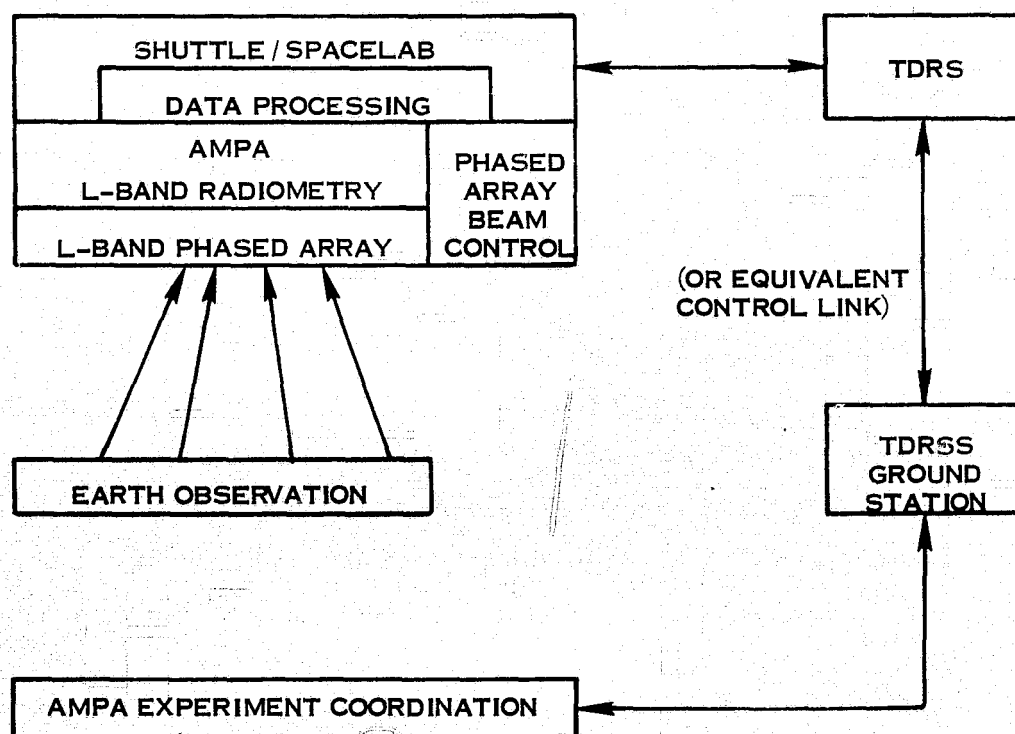 SHUTTLE / SPACELAB
DATA PROCESSING
AMPA
L-BAND RADIOMETRY
L-BAND PHASED ARRAY
PHASED
ARRAY
BEAM
CONTROL
TDRS
(OR EQUIVALENT
CONTROL LINK)
EARTH OBSERVATION
TDRSS
GROUND
STATION
AMPA EXPERIMENT COORDINATION